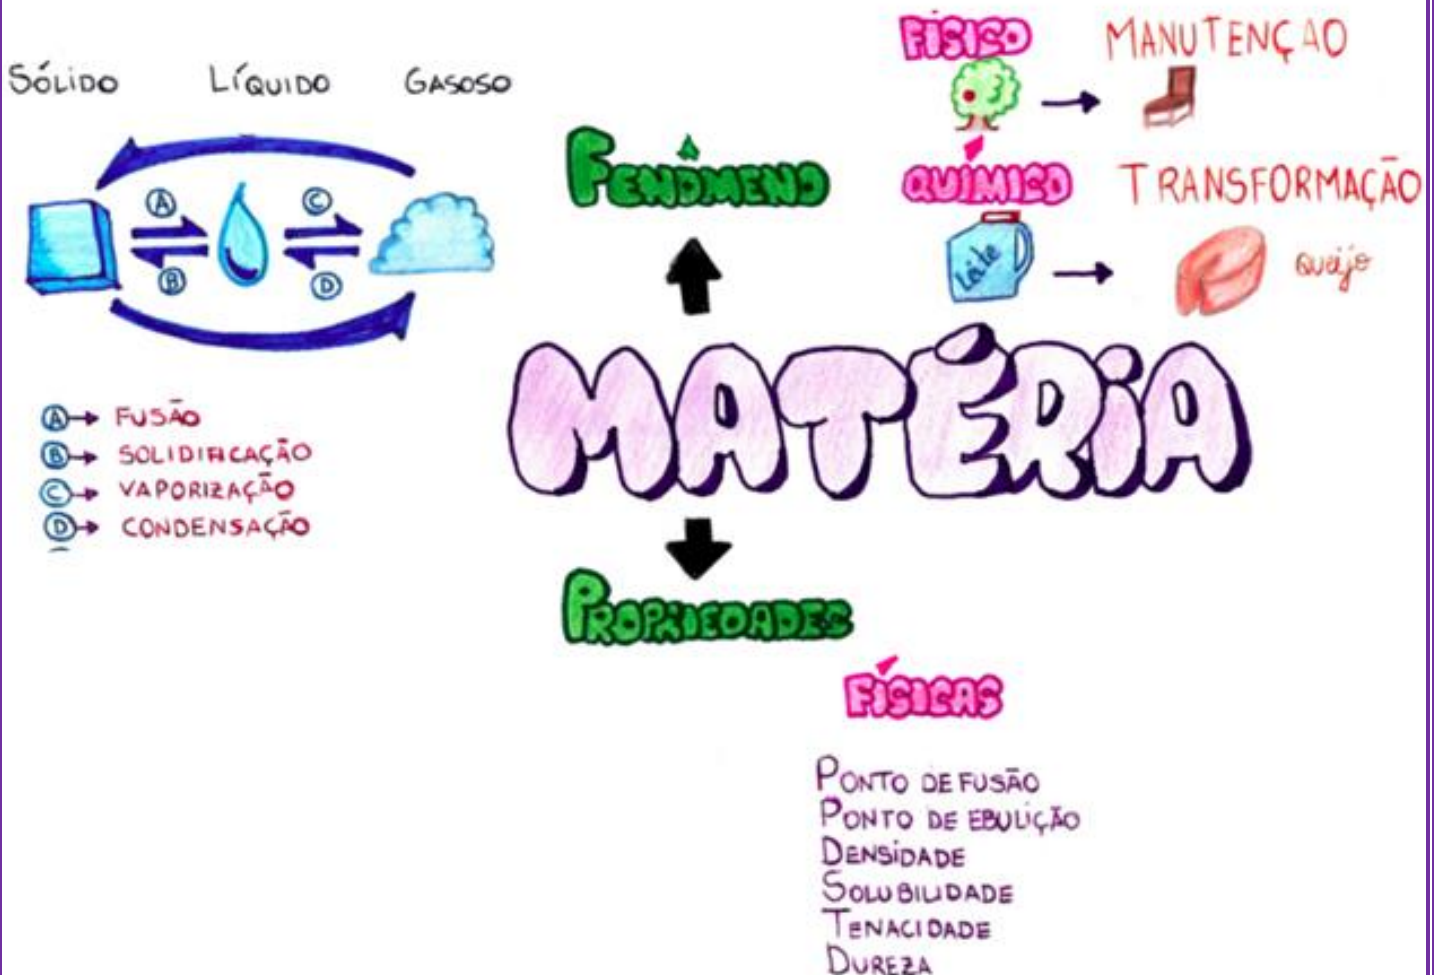 SÓLIDO LÍQUIDO GASOSO
A C
B D
A → FUSÃO
B → SOLIDIFICAÇÃO
C → VAPORIZAÇÃO
D → CONDENSAÇÃO
FENÔMENO
FÍSICO MANUTENÇÃO
QUÍMICO TRANSFORMAÇÃO
Leite
queijo
MATÉRIA
PROPRIEDADES
FÍSICAS
PONTO DE FUSÃO
PONTO DE EBULIÇÃO
DENSIDADE
SOLUBILIDADE
TENACIDADE
DUREZA